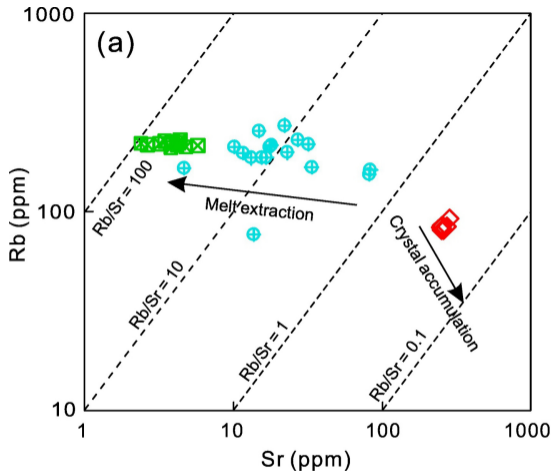 1000
(a)
100
10
Rb (ppm)
Rb/Sr = 100
Rb/Sr = 10
Rb/Sr = 1
Rb/Sr = 0.1
Melt extraction
Crystal accumulation
1
10
100
1000
Sr (ppm)